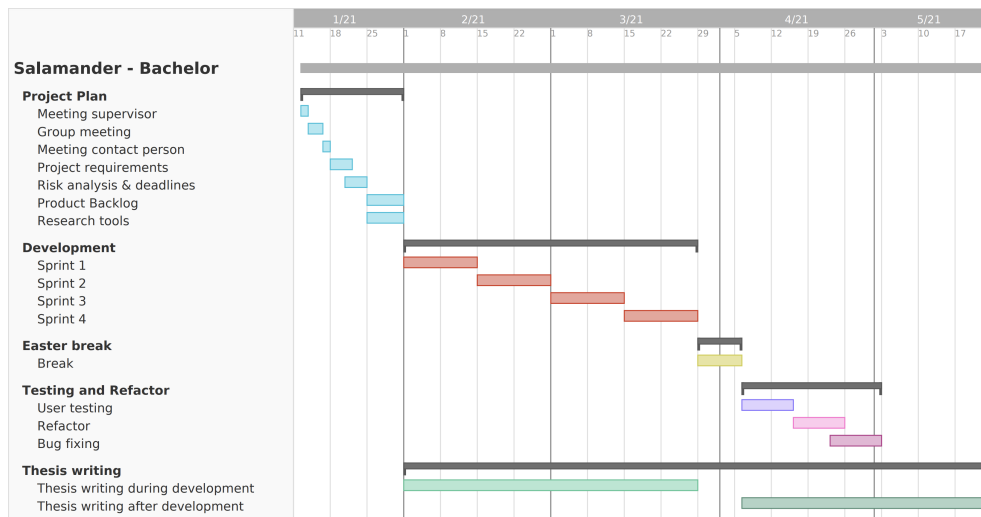 1/21 2/21 3/21 4/21 5/21
11 18 25 1 8 15 22 1 8 15 22 29 5 12 19 26 3 10 17
Salamander - Bachelor
Project Plan
Meeting supervisor
Group meeting
Meeting contact person
Project requirements
Risk analysis & deadlines
Product Backlog
Research tools
Development
Sprint 1
Sprint 2
Sprint 3
Sprint 4
Easter break
Break
Testing and Refactor
User testing
Refactor
Bug fixing
Thesis writing
Thesis writing during development
Thesis writing after development